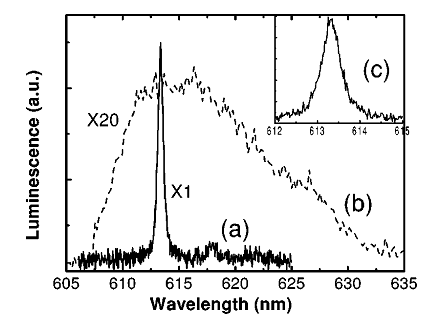 Luminescence (a.u.)
X20
X1
(a)
(b)
(c)
612 613 614 615
605 610 615 620 625 630 635
Wavelength (nm)